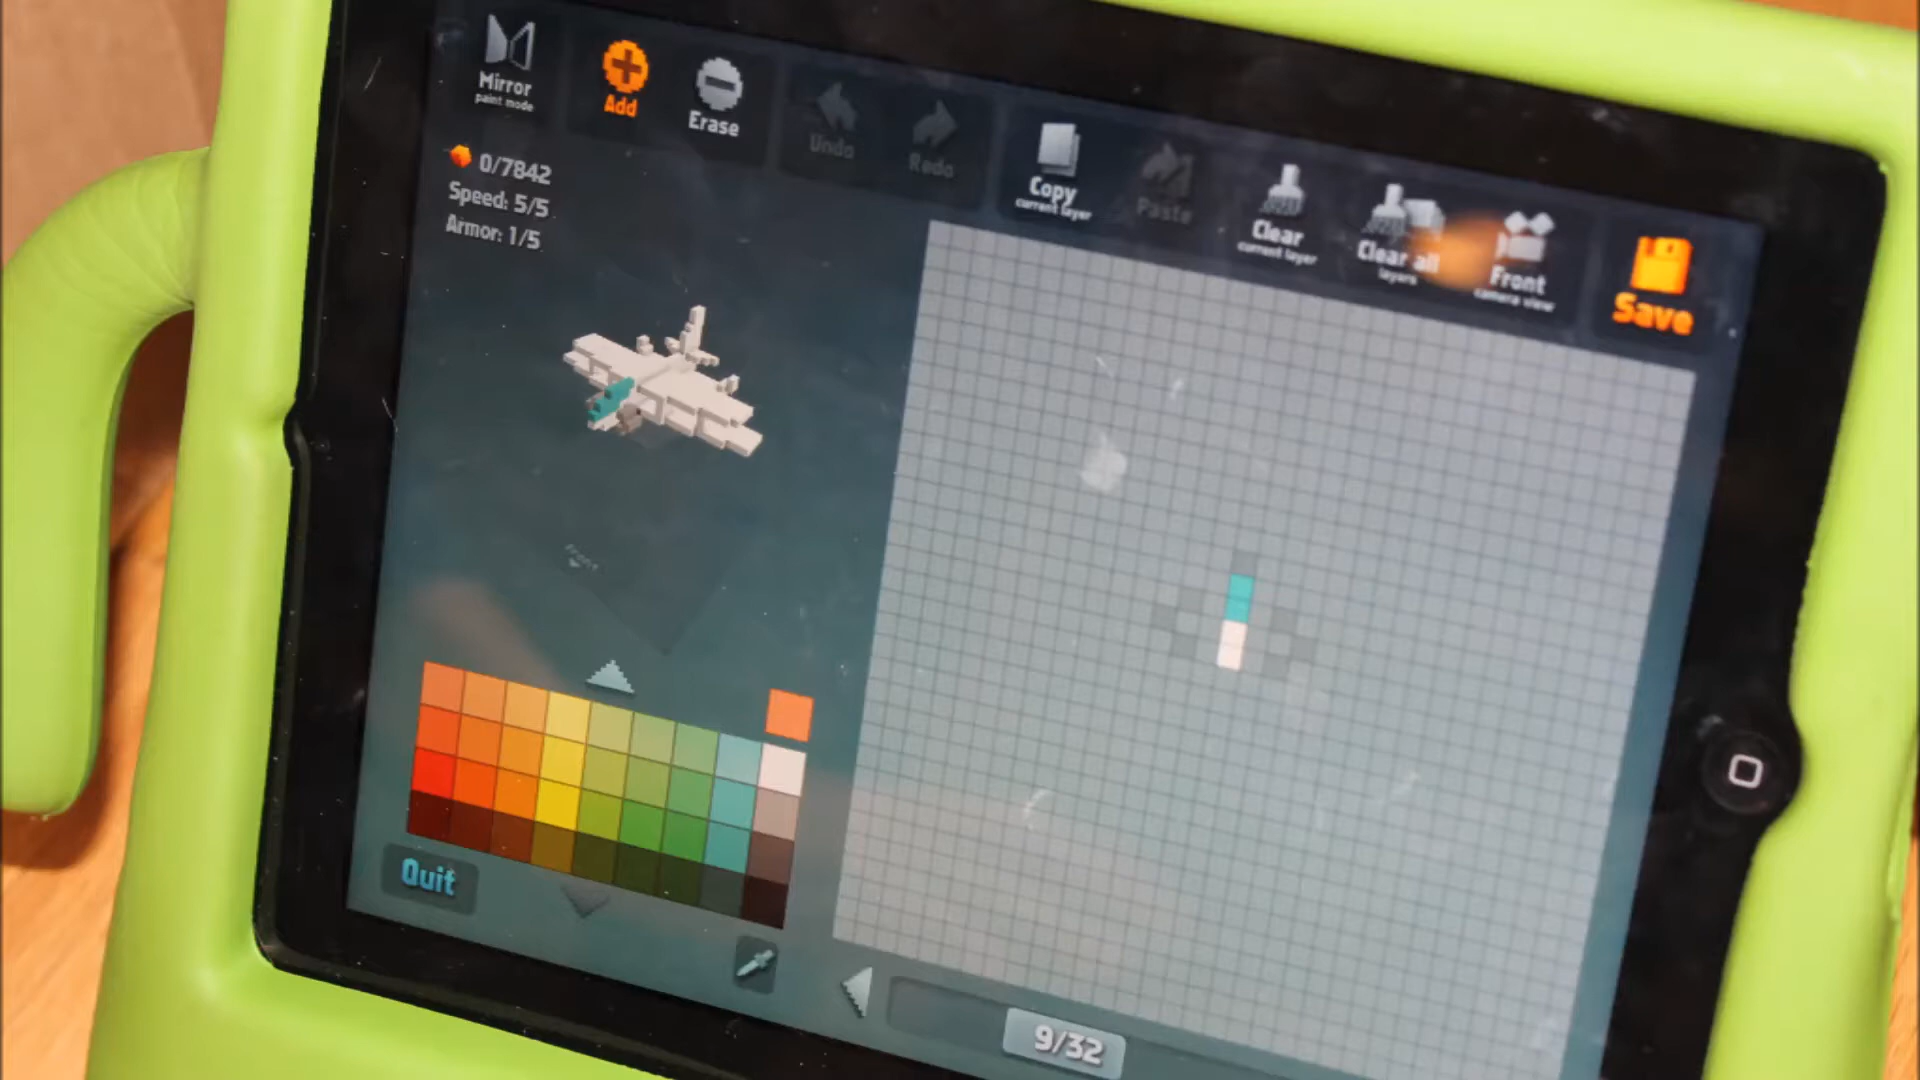 Mirror
paint mode
Add
Erase
Undo
Redo
Copy
current layer
Paste
Clear
current layer
Clear all
layers
Front
camera view
Save
0/7842
Speed: 5/5
Armor: 1/5
Front
Quit
9/32